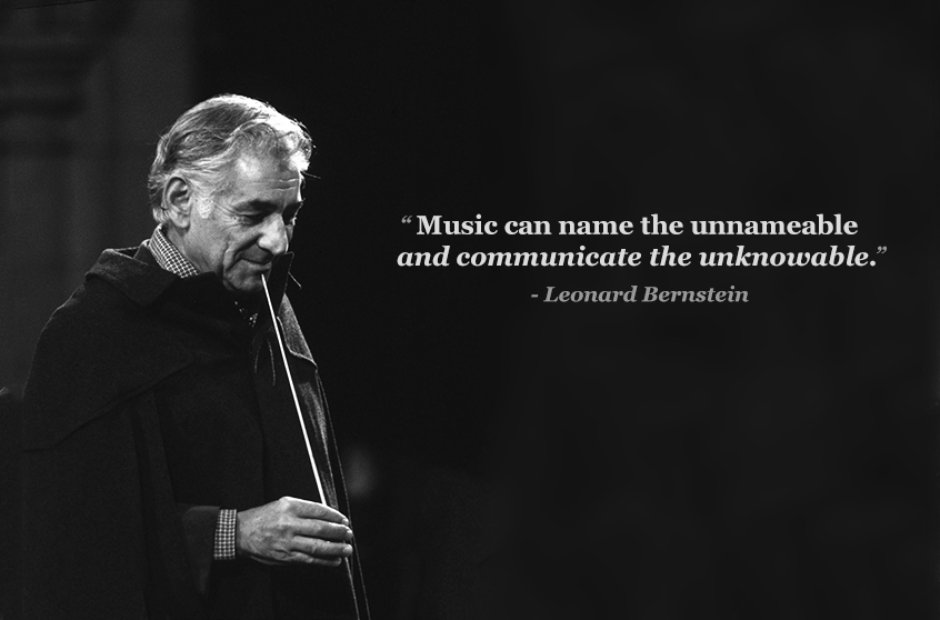 “Music can name the unnameable
and communicate the unknowable.”
- Leonard Bernstein